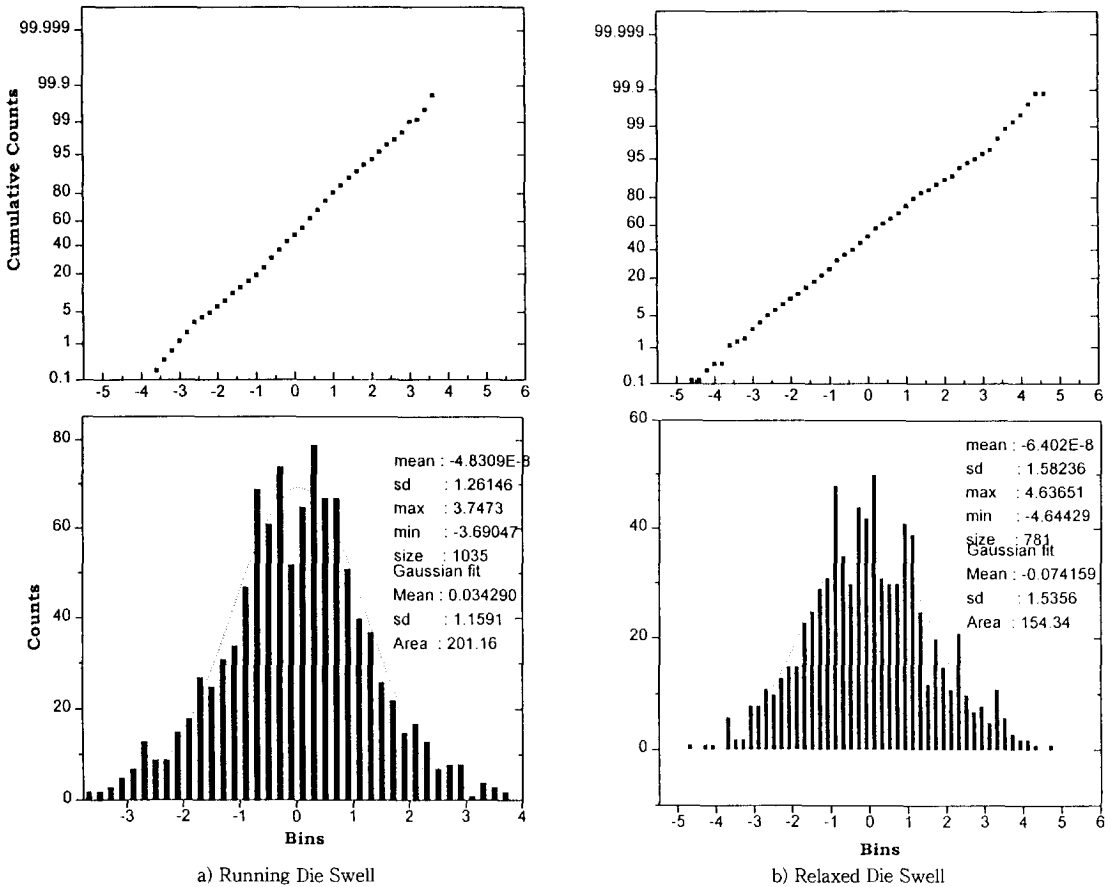 99.999
99.9
99
95
80
60
40
20
5
1
0.1
Cumulative Counts
-5 -4 -3 -2 -1 0 1 2 3 4 5 6
99.999
99.9
99
95
80
60
40
20
5
1
0.1
-5 -4 -3 -2 -1 0 1 2 3 4 5 6
80
60
40
20
0
Counts
mean : -4.8309E-8
sd : 1.26146
max : 3.7473
min : -3.69047
size : 1035
Gaussian fit
Mean : 0.034290
sd : 1.1591
Area : 201.16
-3 -2 -1 0 1 2 3 4
Bins
a) Running Die Swell
60
40
20
0
mean : -6.402E-8
sd : 1.58236
max : 4.63651
min : -4.64429
size : 781
Gaussian fit
Mean : -0.074159
sd : 1.5356
Area : 154.34
-5 -4 -3 -2 -1 0 1 2 3 4 5 6
Bins
b) Relaxed Die Swell